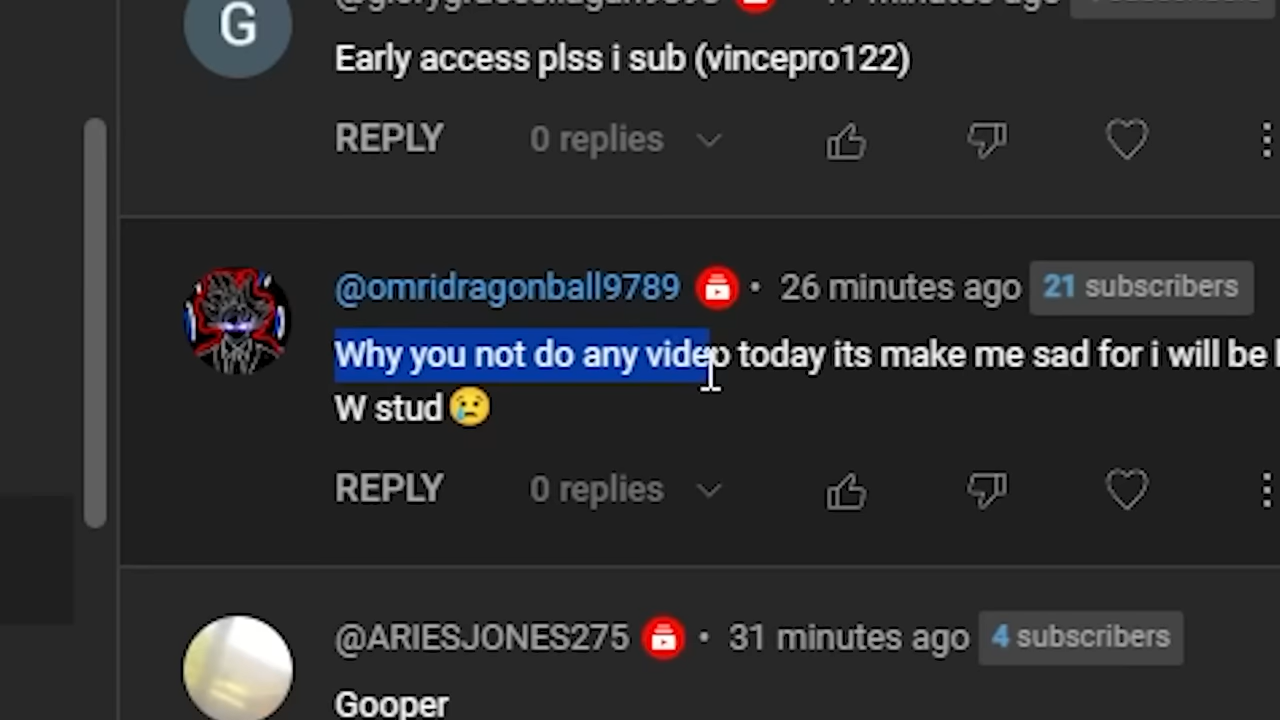 G
Early access plss i sub (vincepro122)
REPLY 0 replies
@omridragonball9789 • 26 minutes ago 21 subscribers
Why you not do any video today its make me sad for i will be
W stud😢
REPLY 0 replies
@ARIESJONES275 • 31 minutes ago 4 subscribers
Gooper